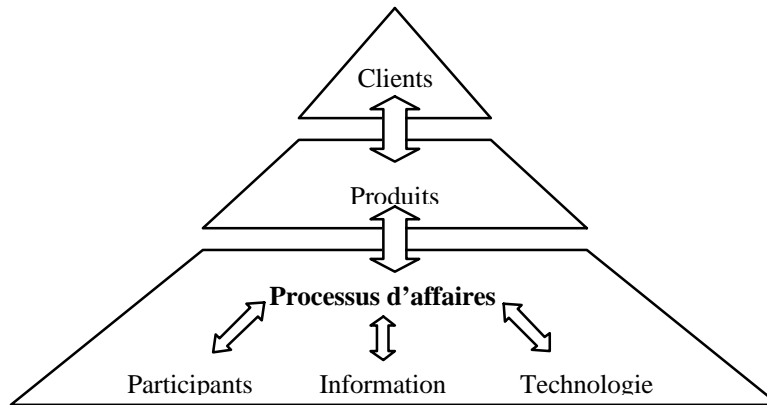 Clients
Produits
Processus d’affaires
Participants Information Technologie